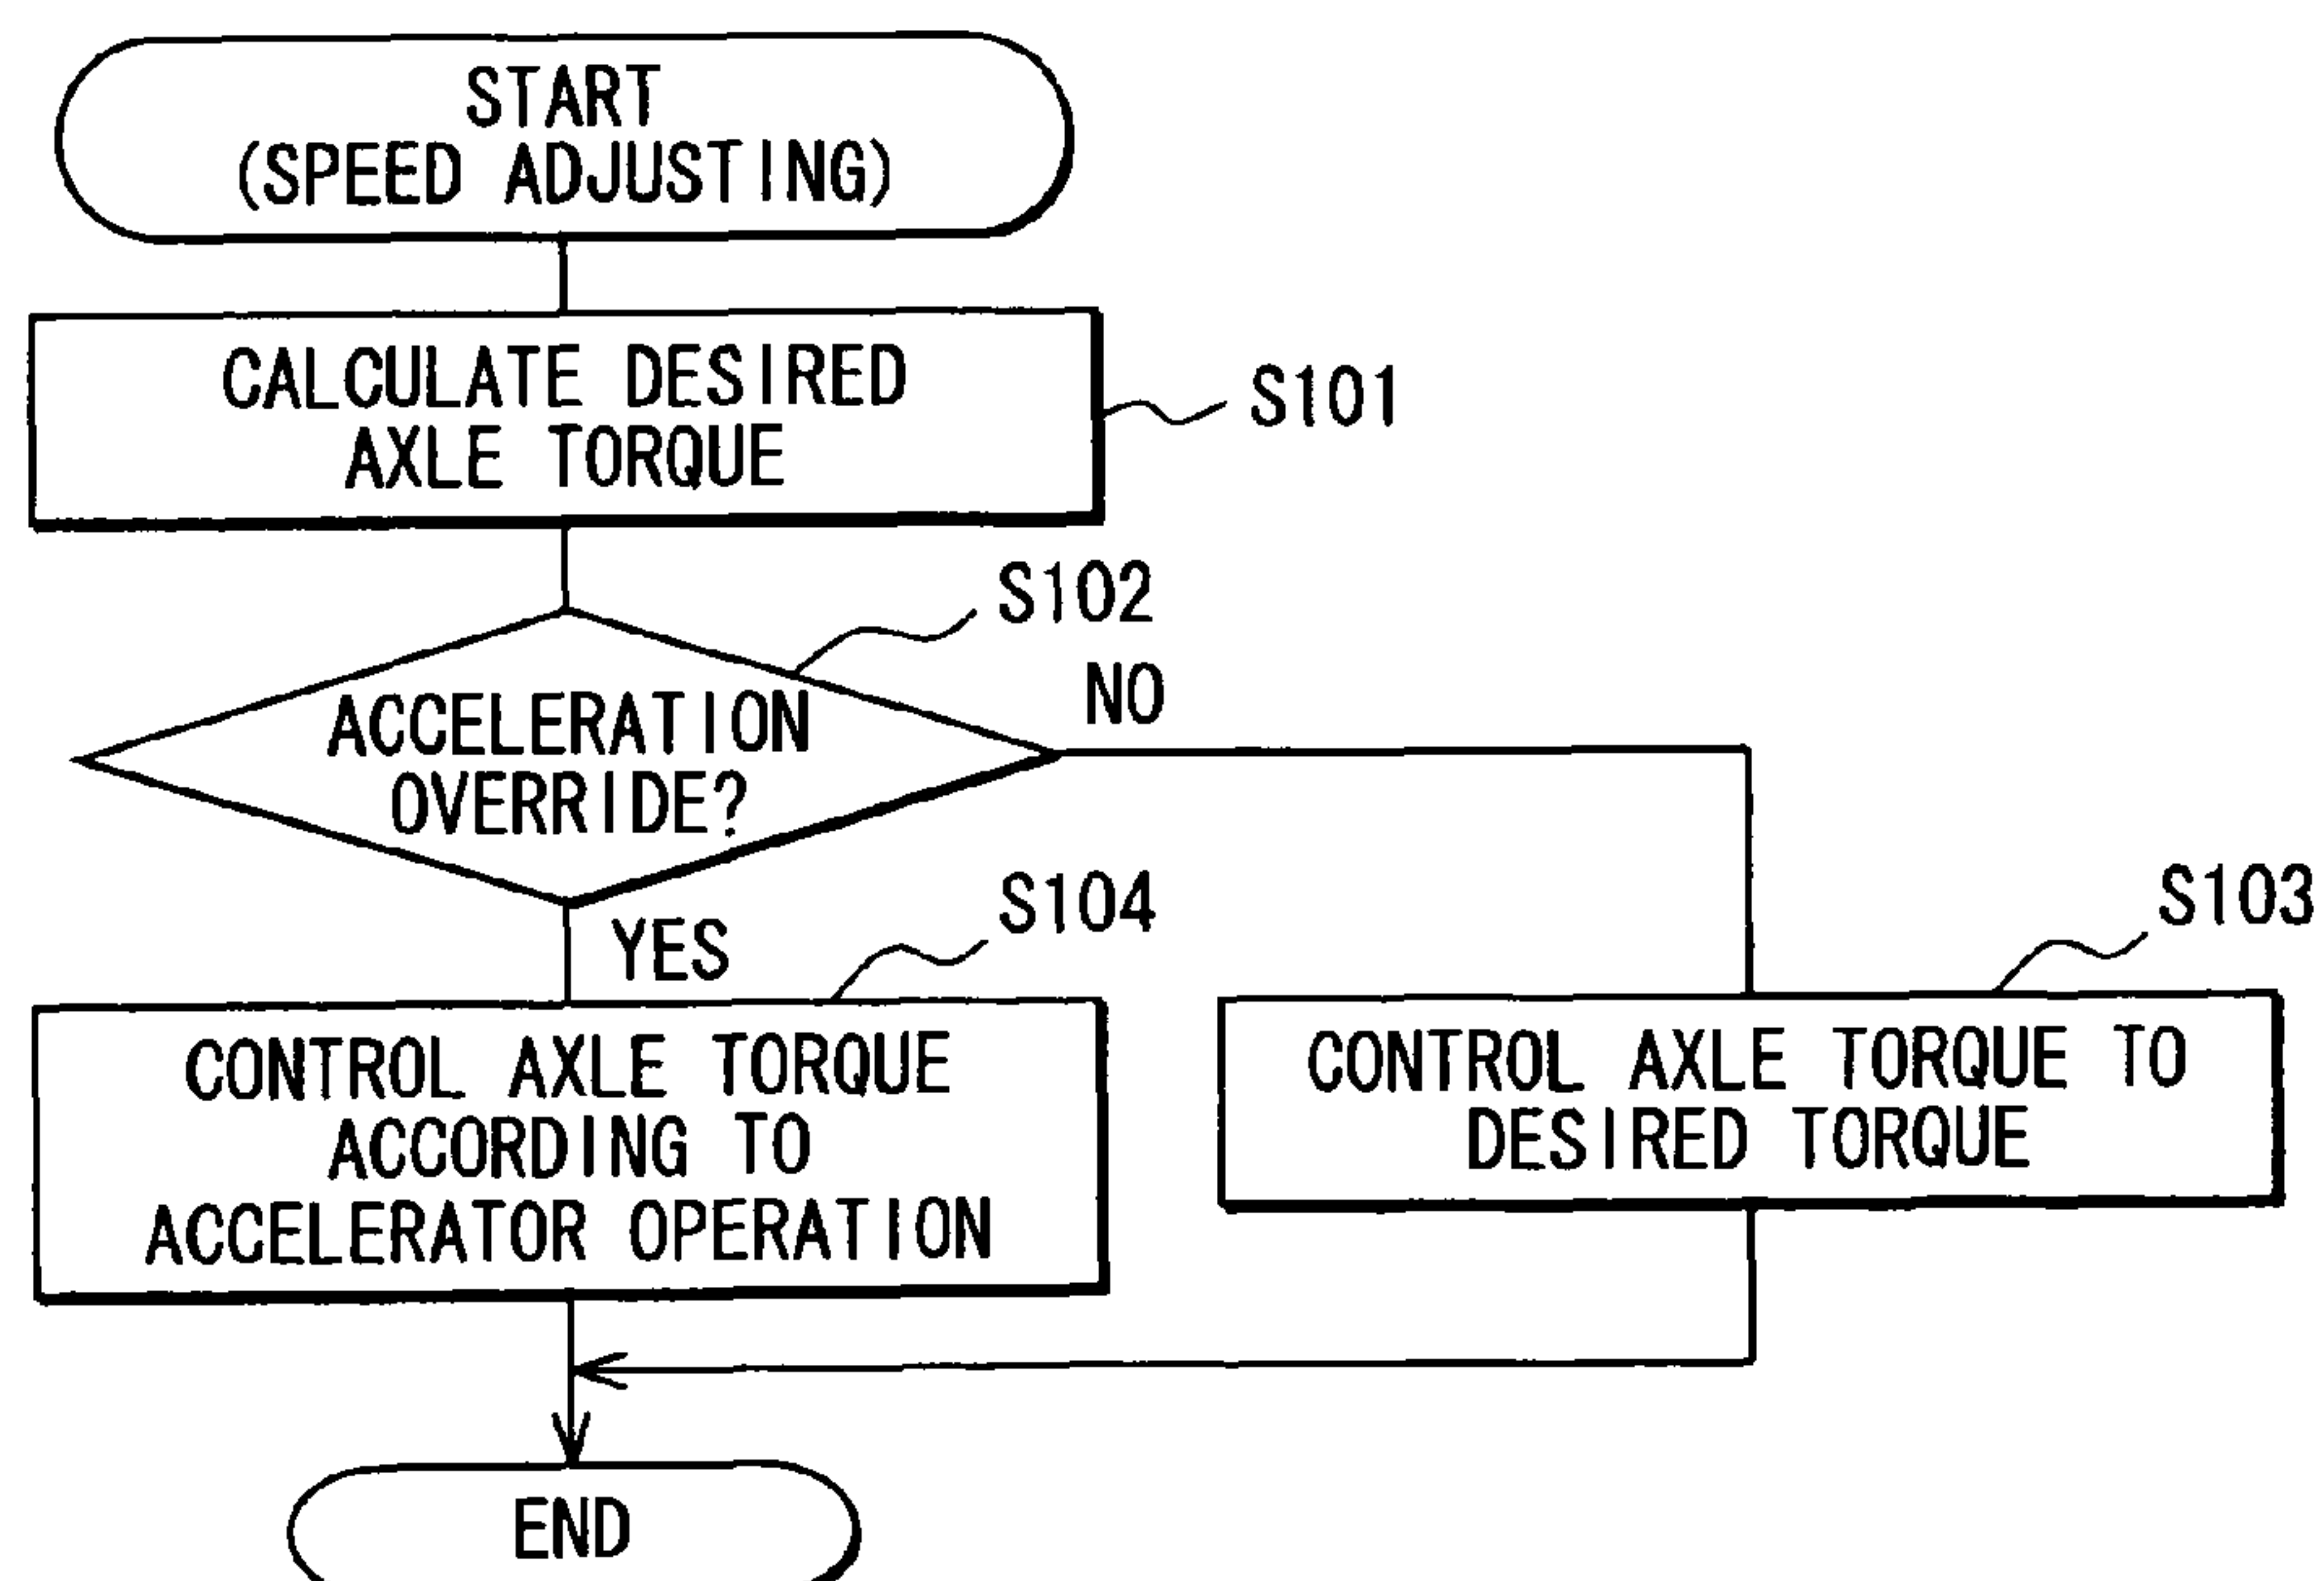 START
(SPEED ADJUSTING)
CALCULATE DESIRED
AXLE TORQUE
S101
S102
ACCELERATION
OVERRIDE?
NO
YES
S104
S103
CONTROL AXLE TORQUE
ACCORDING TO
ACCELERATOR OPERATION
CONTROL AXLE TORQUE TO
DESIRED TORQUE
END